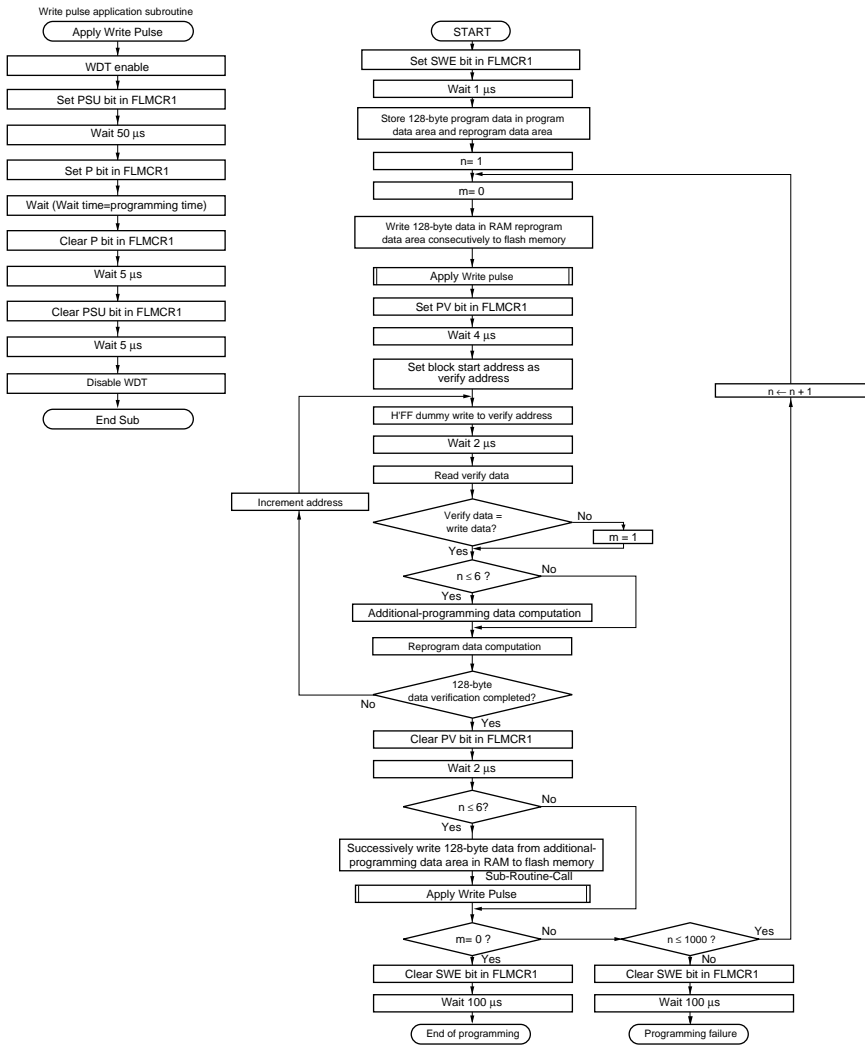 Write pulse application subroutine
Apply Write Pulse
WDT enable
Set PSU bit in FLMCR1
Wait 50 μs
Set P bit in FLMCR1
Wait (Wait time=programming time)
Clear P bit in FLMCR1
Wait 5 μs
Clear PSU bit in FLMCR1
Wait 5 μs
Disable WDT
End Sub
START
Set SWE bit in FLMCR1
Wait 1 μs
Store 128-byte program data in program
data area and reprogram data area
n= 1
m= 0
Write 128-byte data in RAM reprogram
data area consecutively to flash memory
Apply Write pulse
Set PV bit in FLMCR1
Wait 4 μs
Set block start address as
verify address
H'FF dummy write to verify address
Wait 2 μs
Read verify data
Increment address
Verify data =
write data?
No
m = 1
Yes
n ≤ 6 ?
No
Yes
Additional-programming data computation
Reprogram data computation
128-byte
data verification completed?
No
Yes
Clear PV bit in FLMCR1
Wait 2 μs
n ≤ 6?
No
Yes
Successively write 128-byte data from additional-
programming data area in RAM to flash memory
Sub-Routine-Call
Apply Write Pulse
m= 0 ?
No
Yes
Clear SWE bit in FLMCR1
Wait 100 μs
End of programming
n ← n + 1
n ≤ 1000 ?
Yes
No
Clear SWE bit in FLMCR1
Wait 100 μs
Programming failure